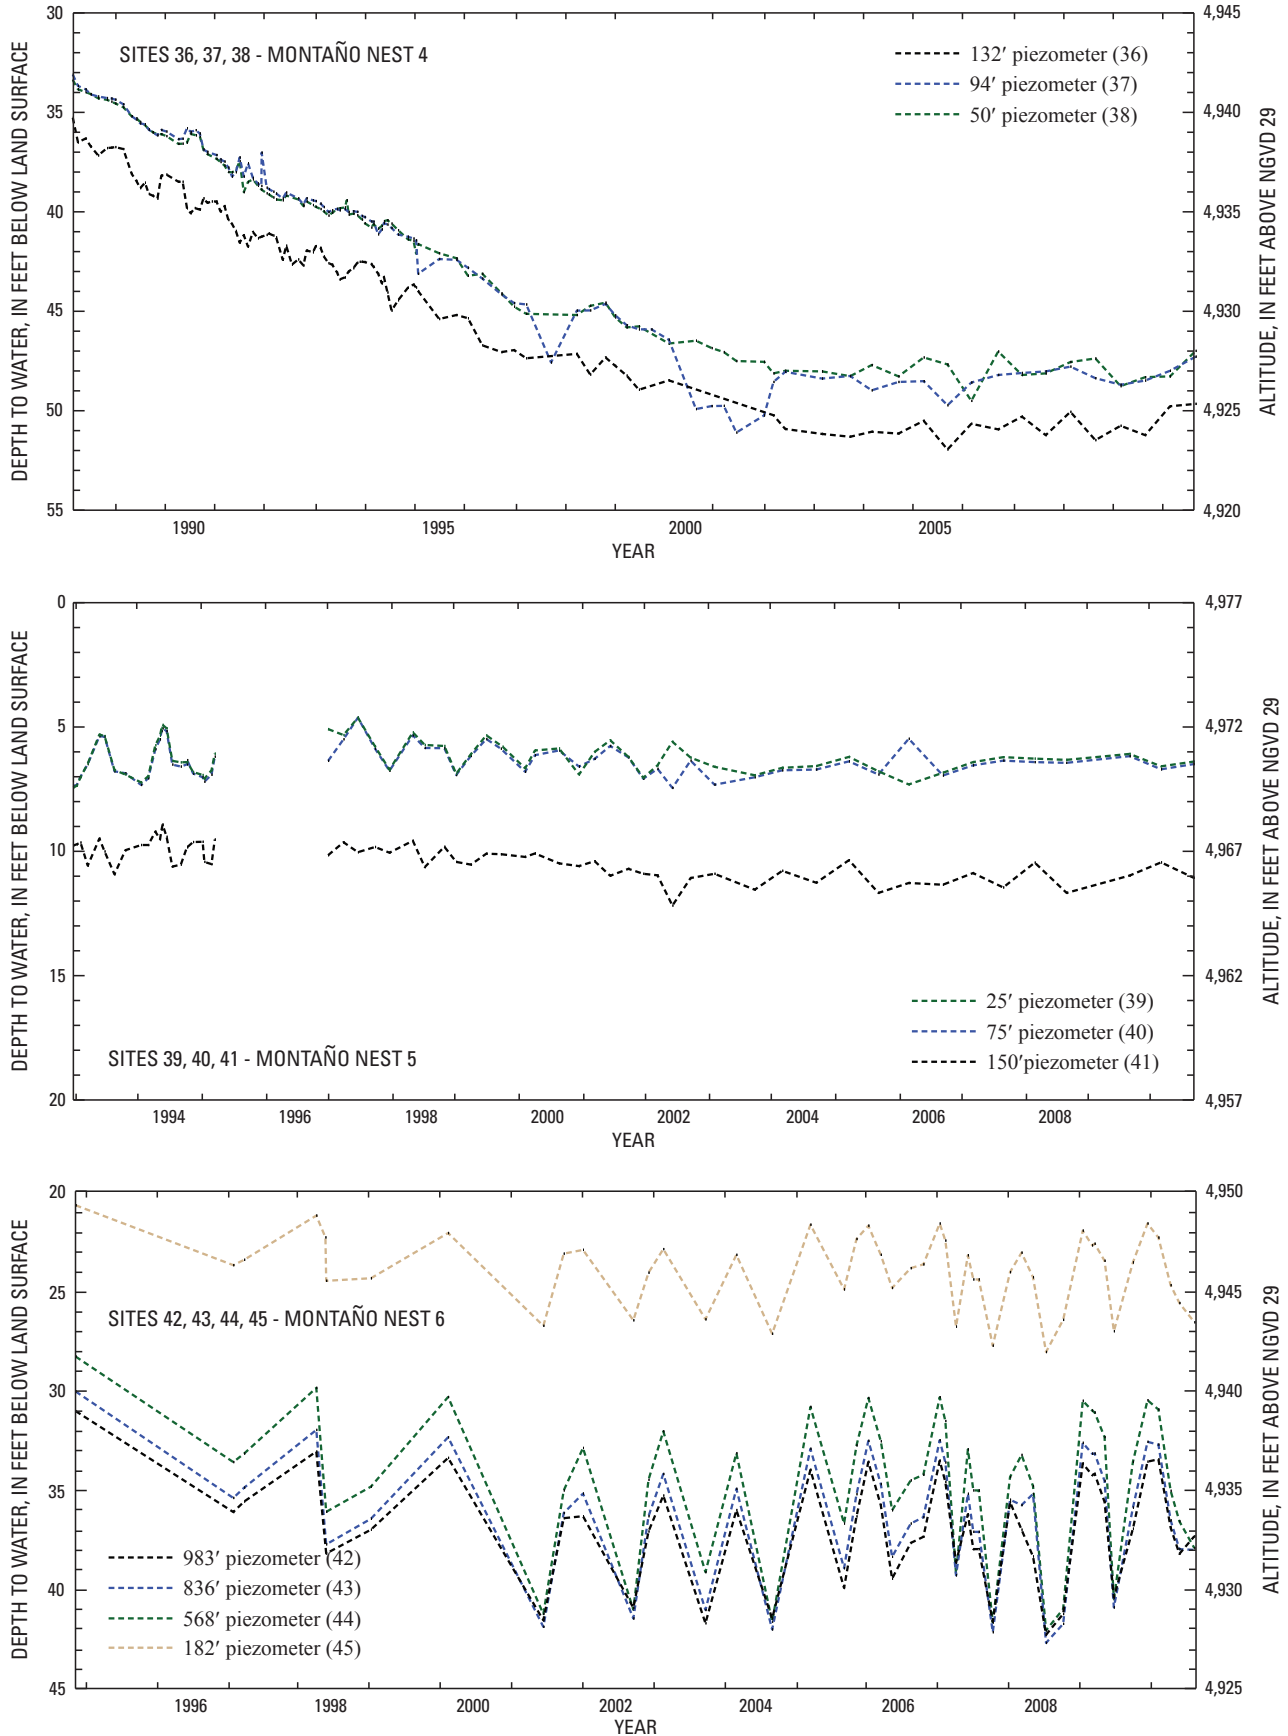 SITES 36, 37, 38 - MONTAÑO NEST 4
132′ piezometer (36)
94′ piezometer (37)
50′ piezometer (38)
DEPTH TO WATER, IN FEET BELOW LAND SURFACE
30
35
40
45
50
55
4,945
4,940
4,935
4,930
4,925
4,920
ALTITUDE, IN FEET ABOVE NGVD 29
1990 1995 2000 2005
YEAR
DEPTH TO WATER, IN FEET BELOW LAND SURFACE
0
5
10
15
20
4,977
4,972
4,967
4,962
4,957
ALTITUDE, IN FEET ABOVE NGVD 29
25′ piezometer (39)
75′ piezometer (40)
150′piezometer (41)
SITES 39, 40, 41 - MONTAÑO NEST 5
1994 1996 1998 2000 2002 2004 2006 2008
YEAR
DEPTH TO WATER, IN FEET BELOW LAND SURFACE
20
25
30
35
40
45
4,950
4,945
4,940
4,935
4,930
4,925
ALTITUDE, IN FEET ABOVE NGVD 29
SITES 42, 43, 44, 45 - MONTAÑO NEST 6
983′ piezometer (42)
836′ piezometer (43)
568′ piezometer (44)
182′ piezometer (45)
1996 1998 2000 2002 2004 2006 2008
YEAR